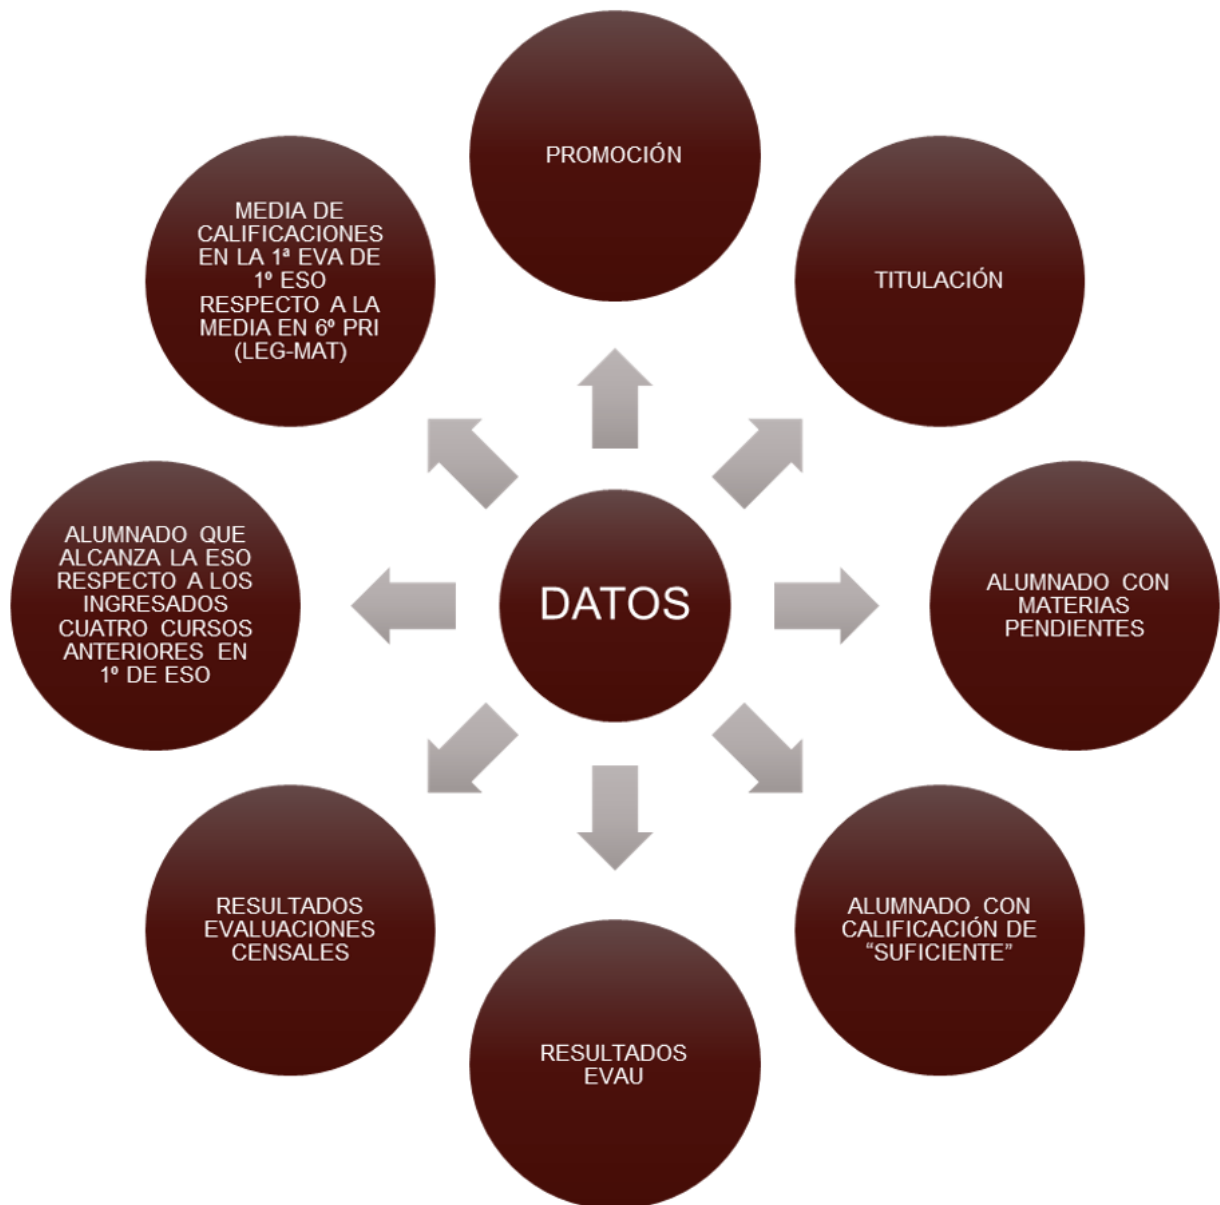 PROMOCIÓN
TITULACIÓN
ALUMNADO CON
MATERIAS
PENDIENTES
ALUMNADO CON
CALIFICACIÓN DE
“SUFICIENTE”
RESULTADOS
EVAU
RESULTADOS
EVALUACIONES
CENSALES
ALUMNADO QUE
ALCANZA LA ESO
RESPECTO A LOS
INGRESADOS
CUATRO CURSOS
ANTERIORES EN
1º DE ESO
MEDIA DE
CALIFICACIONES
EN LA 1ª EVA DE
1º ESO
RESPECTO A LA
MEDIA EN 6º PRI
(LEG-MAT)
DATOS